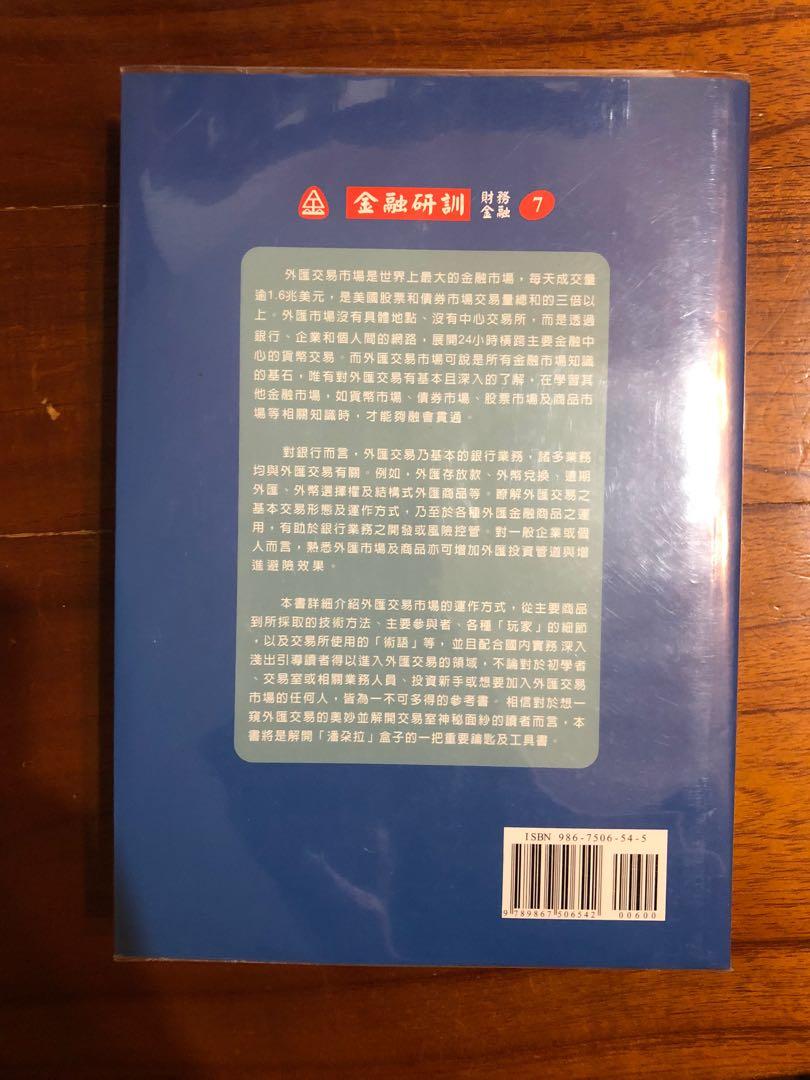 金 金融研訓 財務金融 7
外匯交易市場是世界上最大的金融市場，每天成交量
逾1.6兆美元，是美國股票和債券市場交易量總和的三倍以
上。外匯市場沒有具體地點、沒有中心交易所，而是透過
銀行、企業和個人間的網路，展開24小時橫跨主要金融中
心的貨幣交易。而外匯交易市場可說是所有金融市場知識
的基石，唯有對外匯交易有基本且深入的了解，在學習其
他金融市場，如貨幣市場、債券市場、股票市場及商品市
場等相關知識時，才能夠融會貫通。
對銀行而言，外匯交易乃基本的銀行業務，諸多業務
均與外匯交易有關。例如，外匯存放款、外幣兌換、遠期
外匯、外幣選擇權及結構式外匯商品等。瞭解外匯交易之
基本交易形態及運作方式，乃至於各種外匯金融商品之運
用，有助於銀行業務之開發或風險控管。對一般企業或個
人而言，熟悉外匯市場及商品亦可增加外匯投資管道與增
進避險效果。
本書詳細介紹外匯交易市場的運作方式，從主要商品
到所採取的技術方法、主要參與者、各種「玩家」的細節
，以及交易所使用的「術語」等，並且配合國內實務深入
淺出引導讀者得以進入外匯交易的領域，不論對於初學者
、交易室或相關業務人員、投資新手或想要加入外匯交易
市場的任何人，皆為一不可多得的參考書。相信對於想一
窺外匯交易的奧妙並解開交易室神秘面紗的讀者而言，本
書將是解開「潘朵拉」盒子的一把重要鑰匙及工具書。
ISBN 986-7506-54-5
9 789867 506542 00600